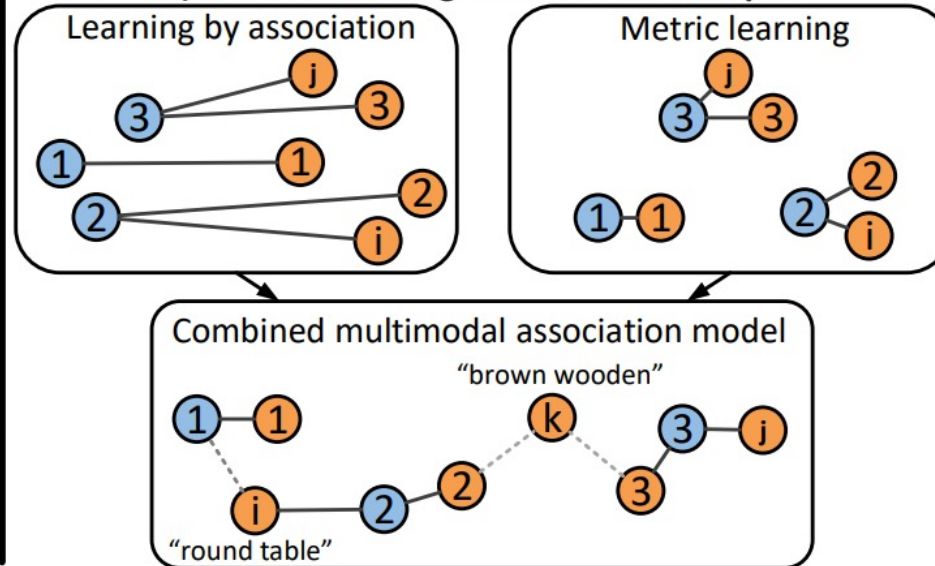 Learning by association
j
3
3
1
1
2
2
i
Metric learning
j
3
3
2
1
1
2
i
Combined multimodal association model
“brown wooden”
1
1
k
3
j
i
2
2
3
“round table”